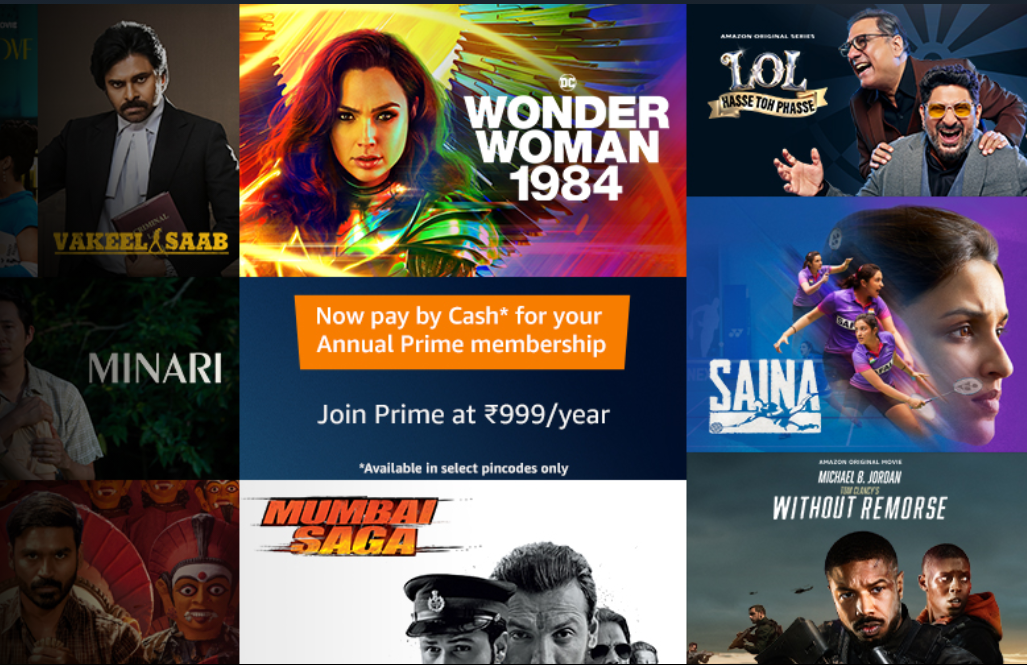 VAKEEL SAAB
CRIMINAL
DC
WONDER
WOMAN
1984
AMAZON ORIGINAL SERIES
LOL
HASSE TOH PHASSE
MINARI
Now pay by Cash* for your
Annual Prime membership
Join Prime at ₹999/year
*Available in select pincodes only
SAINA
MUMBAI
SAGA
AMAZON ORIGINAL MOVIE
MICHAEL B. JORDAN
TOM CLANCY'S
WITHOUT REMORSE